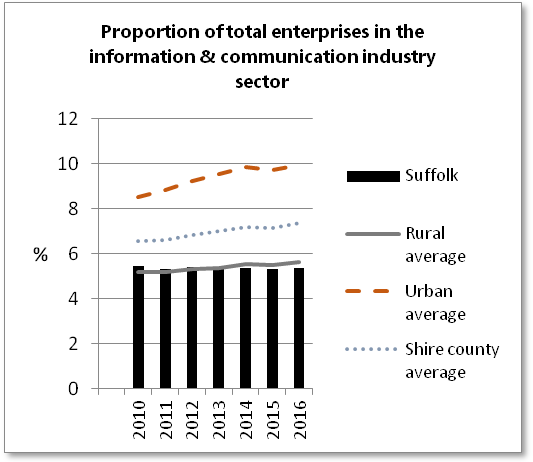 Proportion of total enterprises in the
information & communication industry
sector
12
10
8
6
4
2
0
%
2010
2011
2012
2013
2014
2015
2016
Suffolk
Rural
average
Urban
average
Shire county
average